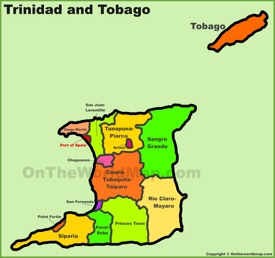 Trinidad and Tobago
Tobago
San Juan-
Laventille
Diego Martin
Port of Spain
Tunapuna-
Piarco
Arima
Sangre
Grande
Chaguanas
Couva-
Tabaquite-
Talparo
OnTheWorldMap.com
Rio Claro-
Mayaro
San Fernando
Point Fortin
Princes Town
Penal
Debe
Siparia
© Ontheworldmap.com